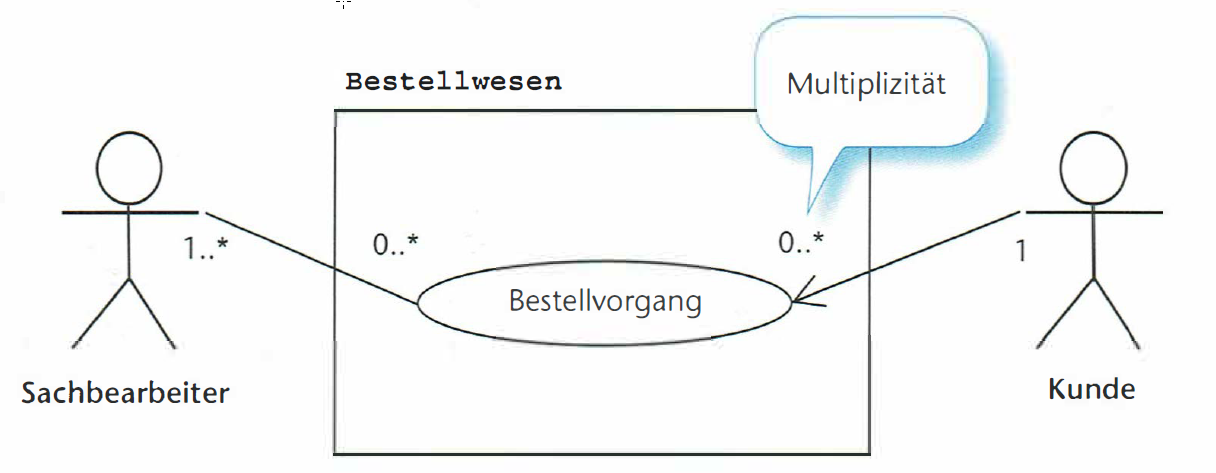 Bestellwesen
Multiplizität
1..*
0..*
0..*
1
Bestellvorgang
Sachbearbeiter
Kunde